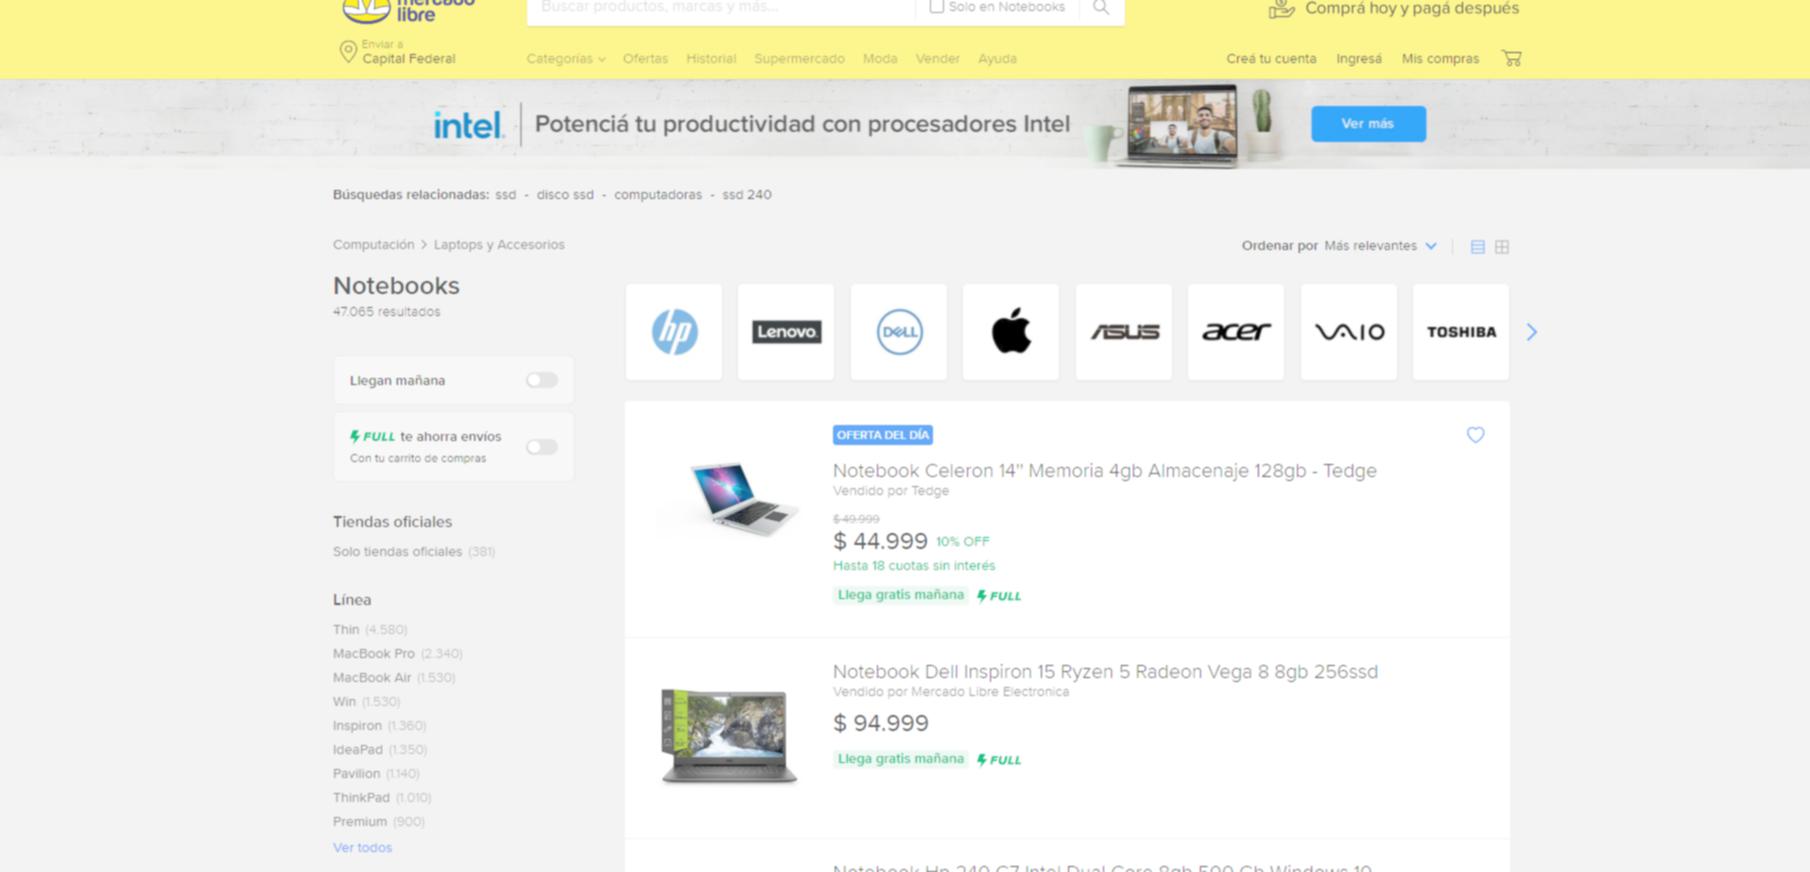 mercado
libre
Buscar productos, marcas y más...
Solo en Notebooks
Comprá hoy y pagá después
Enviar a
Capital Federal
Categorías
Ofertas
Historial
Supermercado
Moda
Vender
Ayuda
Creá tu cuenta
Ingresá
Mis compras
intel
Potenciá tu productividad con procesadores Intel
Ver más
Búsquedas relacionadas: ssd - disco ssd - computadoras - ssd 240
Computación > Laptops y Accesorios
Ordenar por Más relevantes
Notebooks
47.065 resultados
hp
Lenovo
DELL
ASUS
acer
VAIO
TOSHIBA
Llegan mañana
FULL te ahorra envíos
Con tu carrito de compras
Tiendas oficiales
Solo tiendas oficiales (381)
Línea
Thin (4.580)
MacBook Pro (2.340)
MacBook Air (1.530)
Win (1.530)
Inspiron (1.360)
IdeaPad (1.350)
Pavilion (1.140)
ThinkPad (1.010)
Premium (900)
Ver todos
OFERTA DEL DÍA
Notebook Celeron 14'' Memoria 4gb Almacenaje 128gb - Tedge
Vendido por Tedge
$ 49.999
$ 44.999 10% OFF
Hasta 18 cuotas sin interés
Llega gratis mañana FULL
Notebook Dell Inspiron 15 Ryzen 5 Radeon Vega 8 8gb 256ssd
Vendido por Mercado Libre Electronica
$ 94.999
Llega gratis mañana FULL
Notebook Hp 240 G7 Intel Dual Core 8gb 500 Gb Windows 10